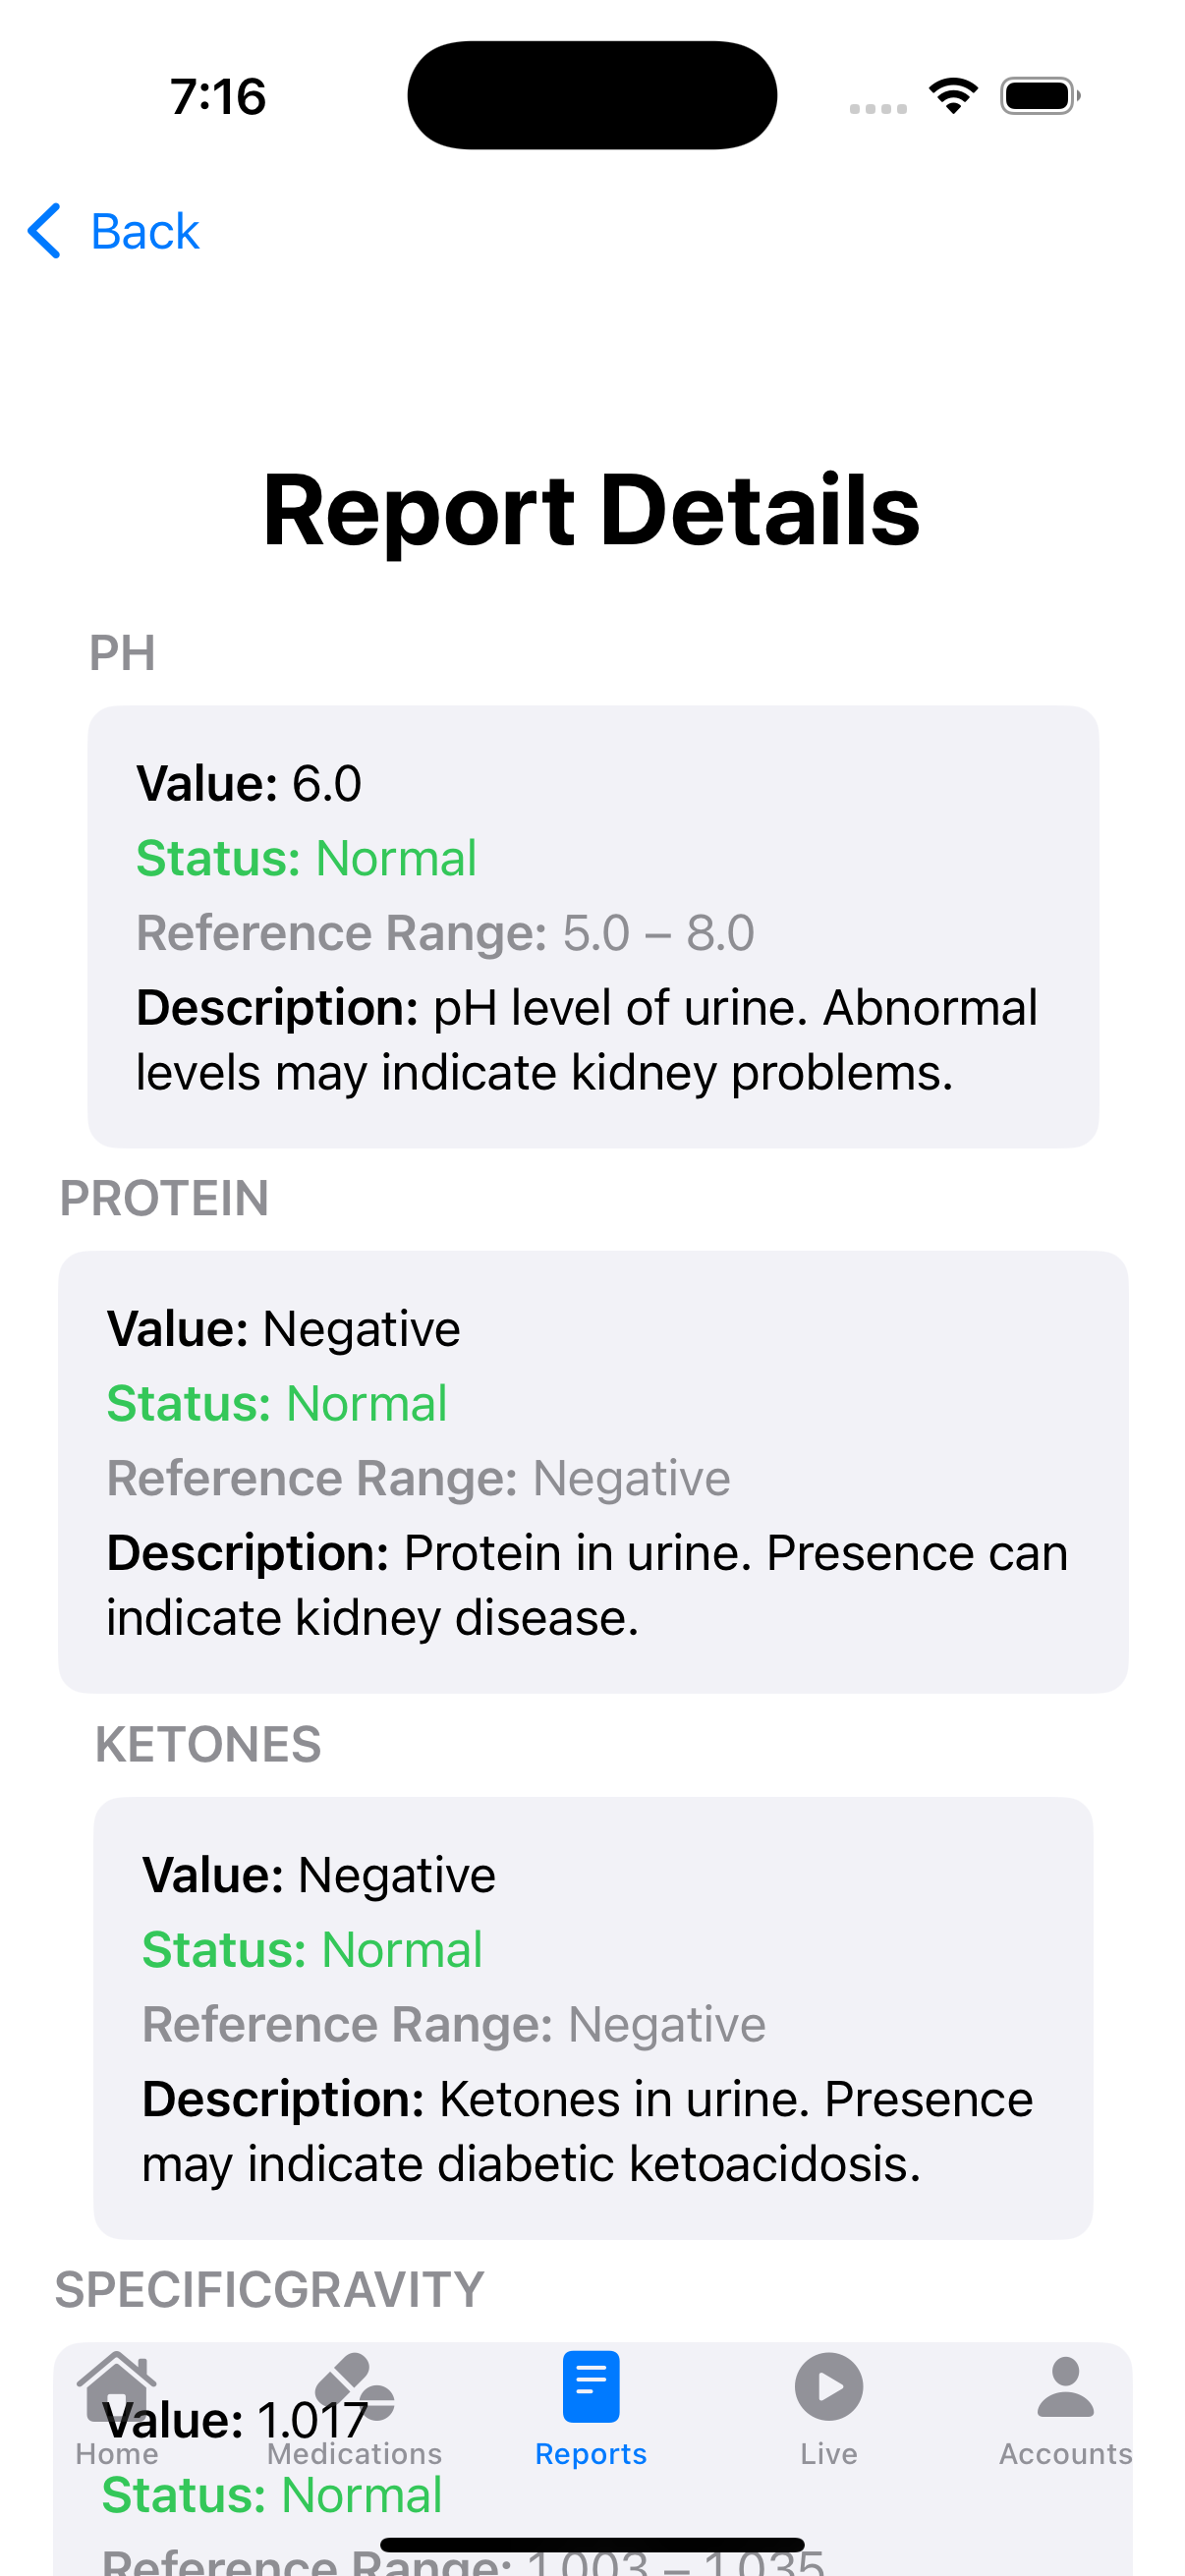 7:16
Back
Report Details
PH
Value: 6.0
Status: Normal
Reference Range: 5.0 – 8.0
Description: pH level of urine. Abnormal
levels may indicate kidney problems.
PROTEIN
Value: Negative
Status: Normal
Reference Range: Negative
Description: Protein in urine. Presence can
indicate kidney disease.
KETONES
Value: Negative
Status: Normal
Reference Range: Negative
Description: Ketones in urine. Presence
may indicate diabetic ketoacidosis.
SPECIFICGRAVITY
Value: 1.017
Home Medications Reports Live Accounts
Status: Normal
Reference Range: 1.003 – 1.035